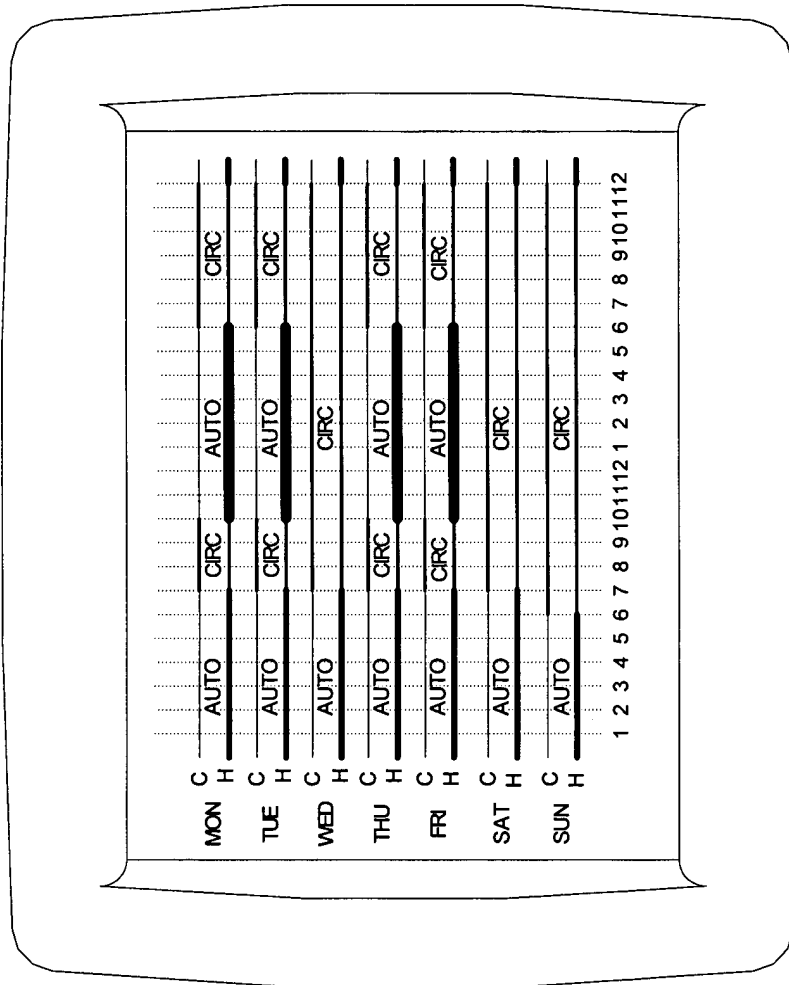 C
MON AUTO CIRC AUTO CIRC
H
C
TUE AUTO CIRC AUTO CIRC
H
C
WED AUTO CIRC
H
C
THU AUTO CIRC AUTO CIRC
H
C
FRI AUTO CIRC AUTO CIRC
H
C
SAT AUTO CIRC
H
C
SUN AUTO CIRC
H
1 2 3 4 5 6 7 8 9 10 11 12 1 2 3 4 5 6 7 8 9 10 11 12